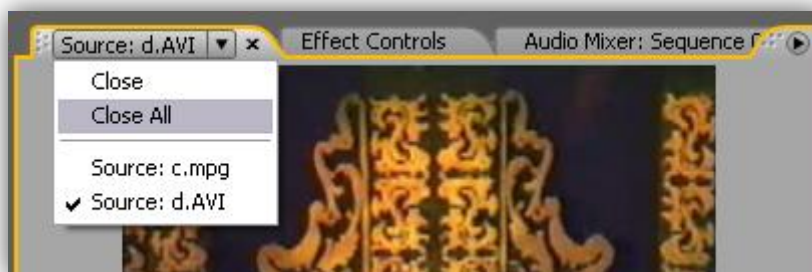 Source: d.AVI Effect Controls Audio Mixer: Sequence
Close
Close All
Source: c.mpg
Source: d.AVI